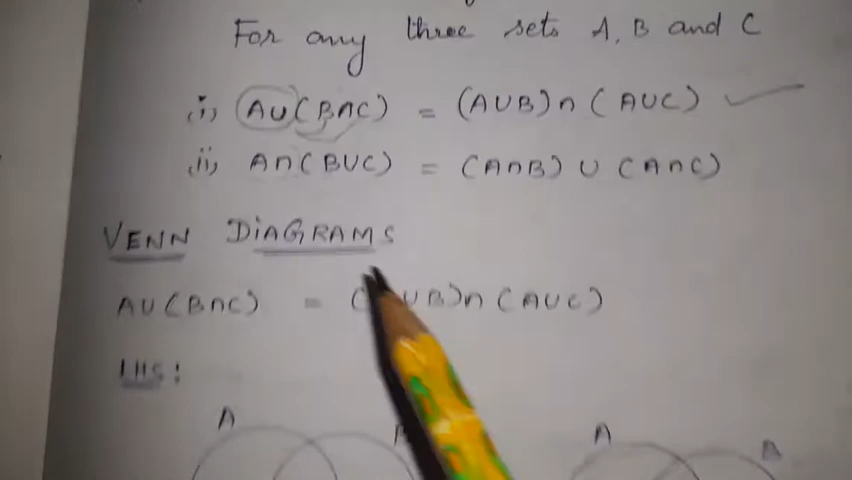 For any three sets A, B and C
(i) A∪(B∩C) = (A∪B)∩(A∪C)
(ii) A∩(B∪C) = (A∩B) ∪ (A∩C)
VENN DiAGRAMS
A∪(B∩C) = ( ∪B)∩(A∪C)
LHS:
A A B